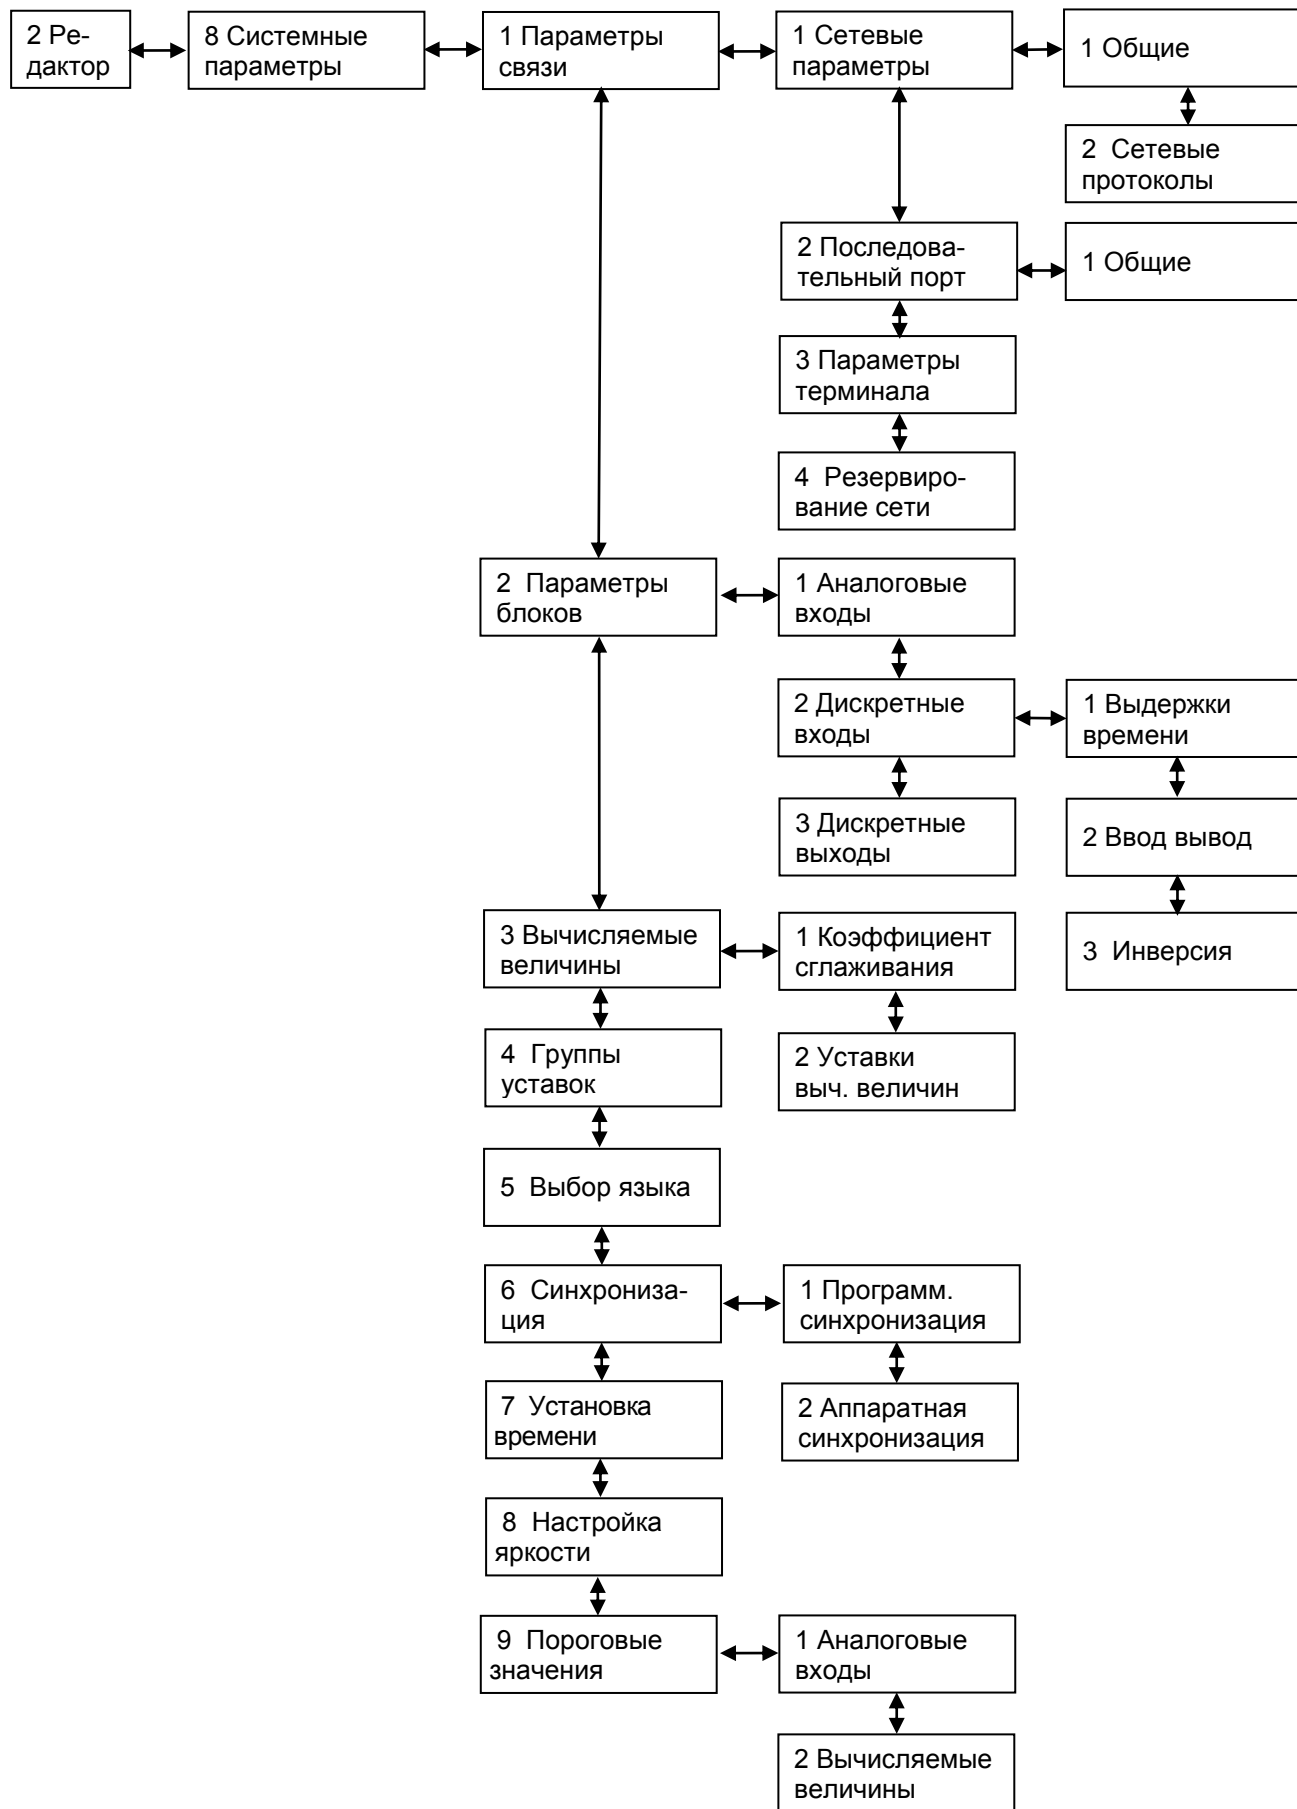 2 Ре-
дактор
8 Системные
параметры
1 Параметры
связи
1 Сетевые
параметры
1 Общие
2 Сетевые
протоколы
2 Последова-
тельный порт
1 Общие
3 Параметры
терминала
4 Резервиро-
вание сети
2 Параметры
блоков
1 Аналоговые
входы
2 Дискретные
входы
1 Выдержки
времени
3 Дискретные
выходы
2 Ввод вывод
3 Вычисляемые
величины
1 Коэффициент
сглаживания
3 Инверсия
4 Группы
уставок
2 Уставки
выч. величин
5 Выбор языка
6 Синхрониза-
ция
1 Программ.
синхронизация
7 Установка
времени
2 Аппаратная
синхронизация
8 Настройка
яркости
9 Пороговые
значения
1 Аналоговые
входы
2 Вычисляемые
величины